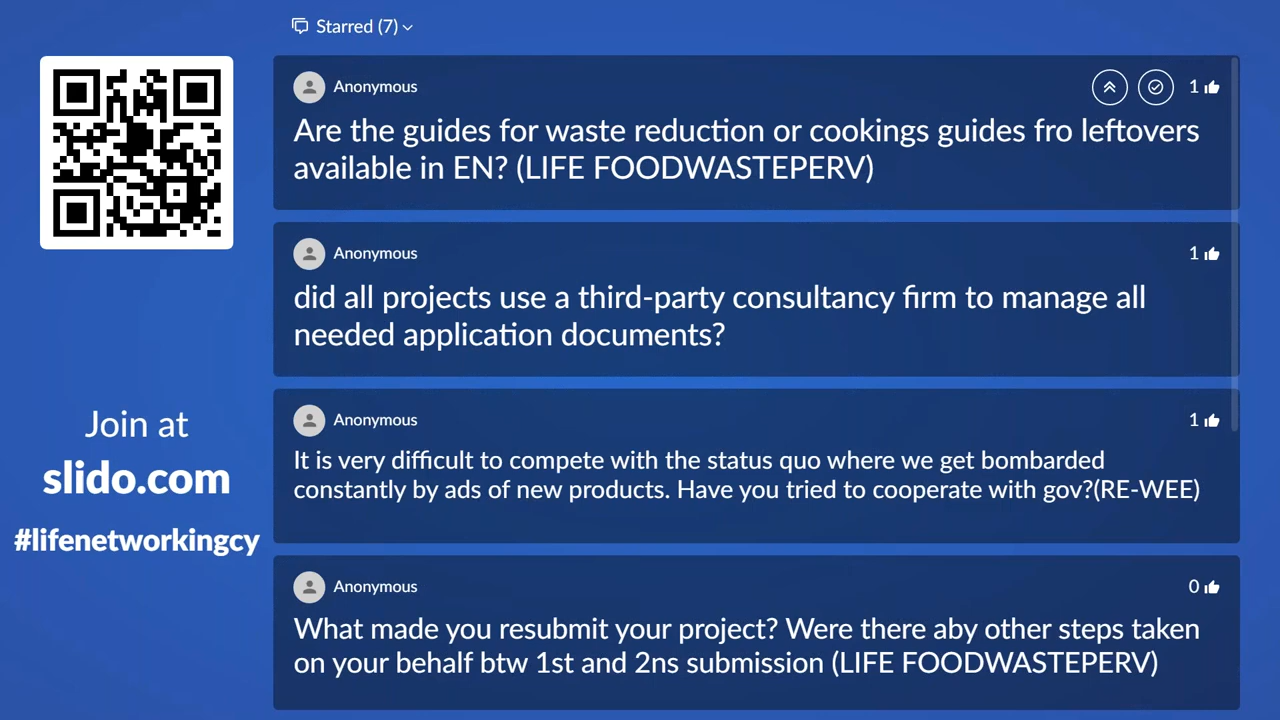 Starred (7)
Anonymous
1
Are the guides for waste reduction or cookings guides fro leftovers
available in EN? (LIFE FOODWASTEPERV)
Anonymous
1
did all projects use a third-party consultancy firm to manage all
needed application documents?
Anonymous
1
It is very difficult to compete with the status quo where we get bombarded
constantly by ads of new products. Have you tried to cooperate with gov?(RE-WEE)
Anonymous
0
What made you resubmit your project? Were there aby other steps taken
on your behalf btw 1st and 2ns submission (LIFE FOODWASTEPERV)
Join at
slido.com
#lifenetworkingcy